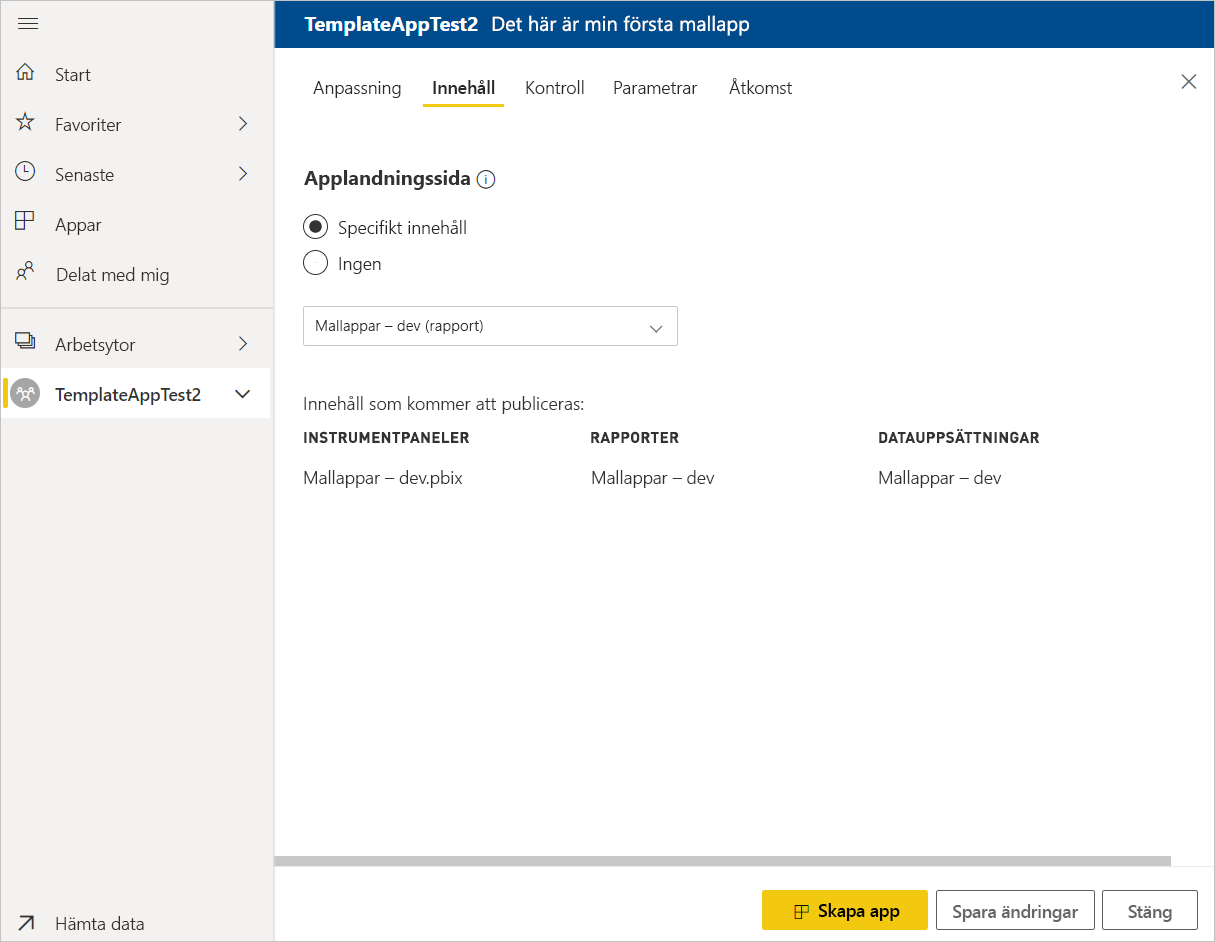 Start
Favoriter
Senaste
Appar
Delat med mig
Arbetsytor
TemplateAppTest2
Hämta data
TemplateAppTest2 Det här är min första mallapp
Anpassning Innehåll Kontroll Parametrar Åtkomst
Applandningssida
Specifikt innehåll
Ingen
Mallappar – dev (rapport)
Innehåll som kommer att publiceras:
INSTRUMENTPANELER RAPPORTER DATAUPPSÄTTNINGAR
Mallappar – dev.pbix Mallappar – dev Mallappar – dev
Skapa app Spara ändringar Stäng